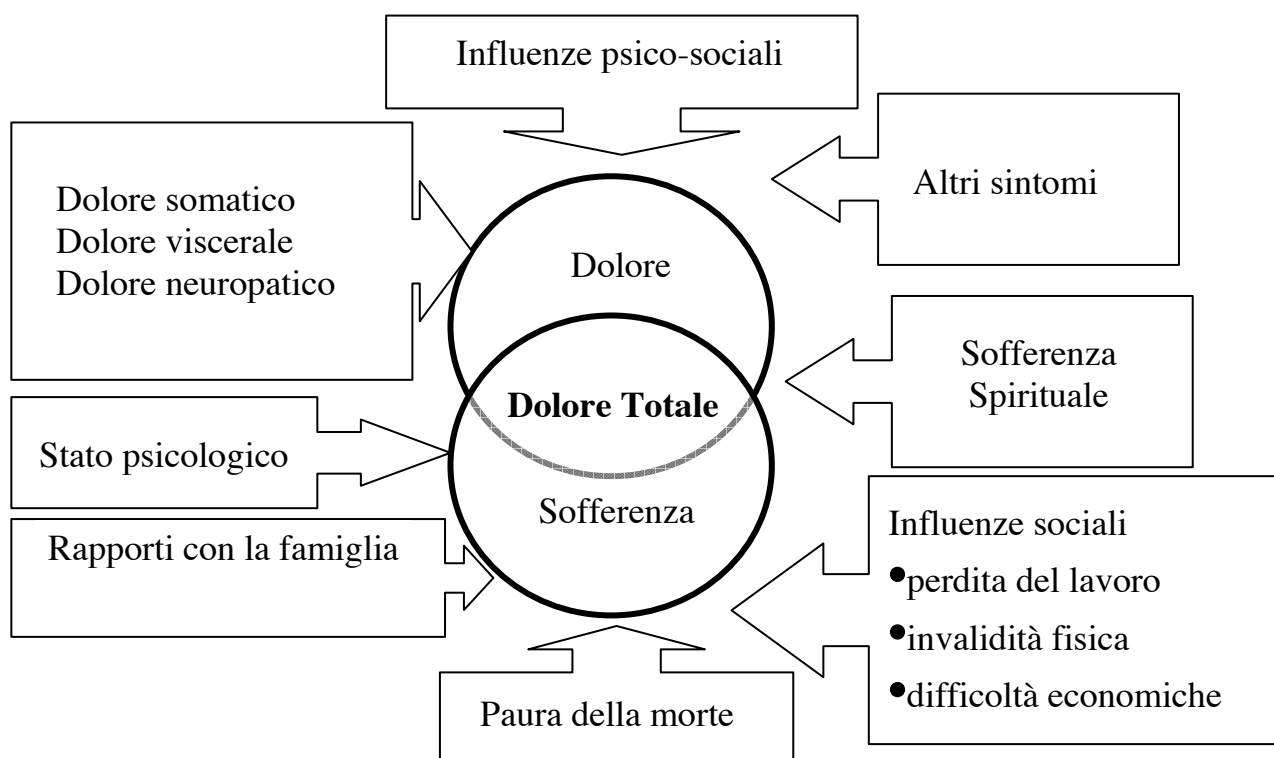 Influenze psico-sociali
Altri sintomi
Dolore somatico
Dolore viscerale
Dolore neuropatico
Dolore
Sofferenza
Spirituale
Dolore Totale
Stato psicologico
Sofferenza
Rapporti con la famiglia
Influenze sociali
•perdita del lavoro
•invalidità fisica
•difficoltà economiche
Paura della morte